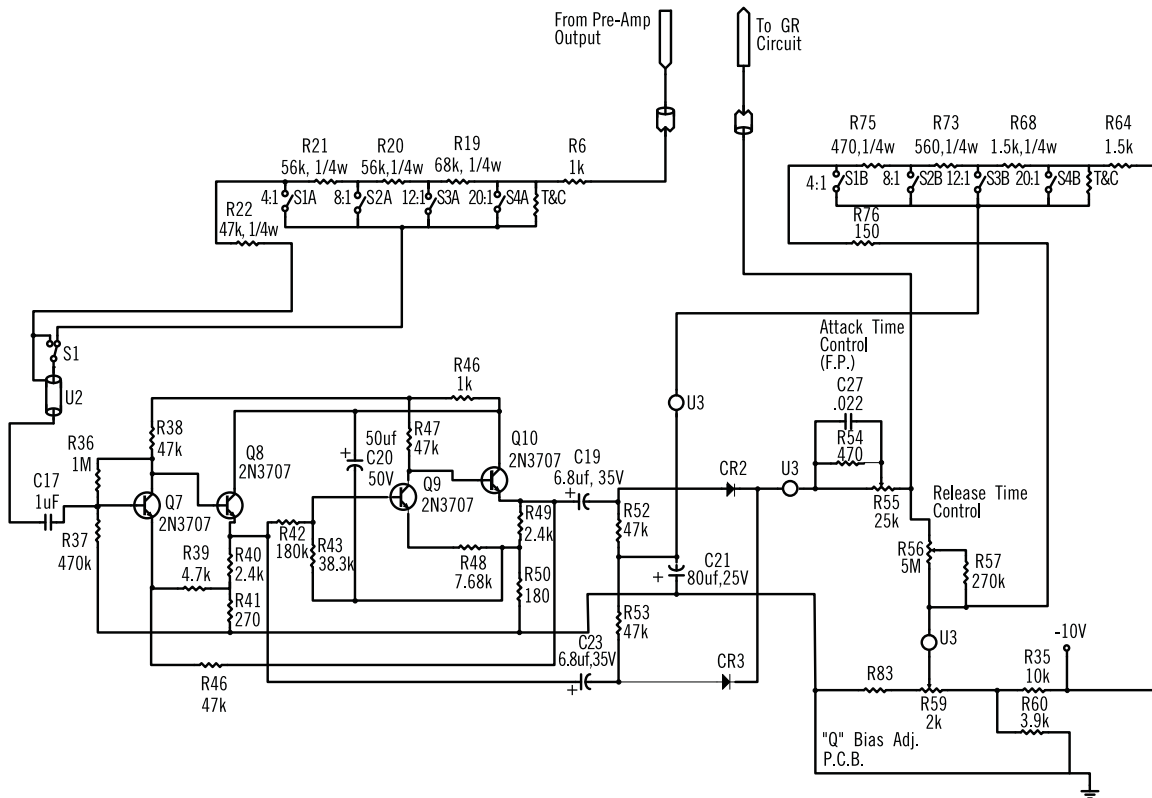 From Pre-Amp
Output
To GR
Circuit
R21
56k, 1/4w
R20
56k, 1/4w
R19
68k, 1/4w
R6
1k
4:1
S1A
8:1
S2A
12:1
S3A
20:1
S4A
T&C
R22
47k, 1/4w
R75
470,1/4w
R73
560,1/4w
R68
1.5k,1/4w
R64
1.5k
4:1
S1B
8:1
S2B
12:1
S3B
20:1
S4B
T&C
R76
150
S1
U2
Attack Time
Control
(F.P.)
C27
.022
R54
470
R55
25k
U3
U3
R46
1k
R38
47k
R36
1M
C17
1uF
R37
470k
Q7
2N3707
Q8
2N3707
50uf
C20
50V
R47
47k
Q9
2N3707
Q10
2N3707
C19
6.8uf, 35V
CR2
R39
4.7k
R40
2.4k
R41
270
R42
180k
R43
38.3k
R48
7.68k
R49
2.4k
R50
180
R52
47k
C21
80uf,25V
R53
47k
Release Time
Control
R56
5M
R57
270k
U3
C23
6.8uf,35V
CR3
R46
47k
-10V
R83
R59
2k
R35
10k
R60
3.9k
"Q" Bias Adj.
P.C.B.
+
+
+
+